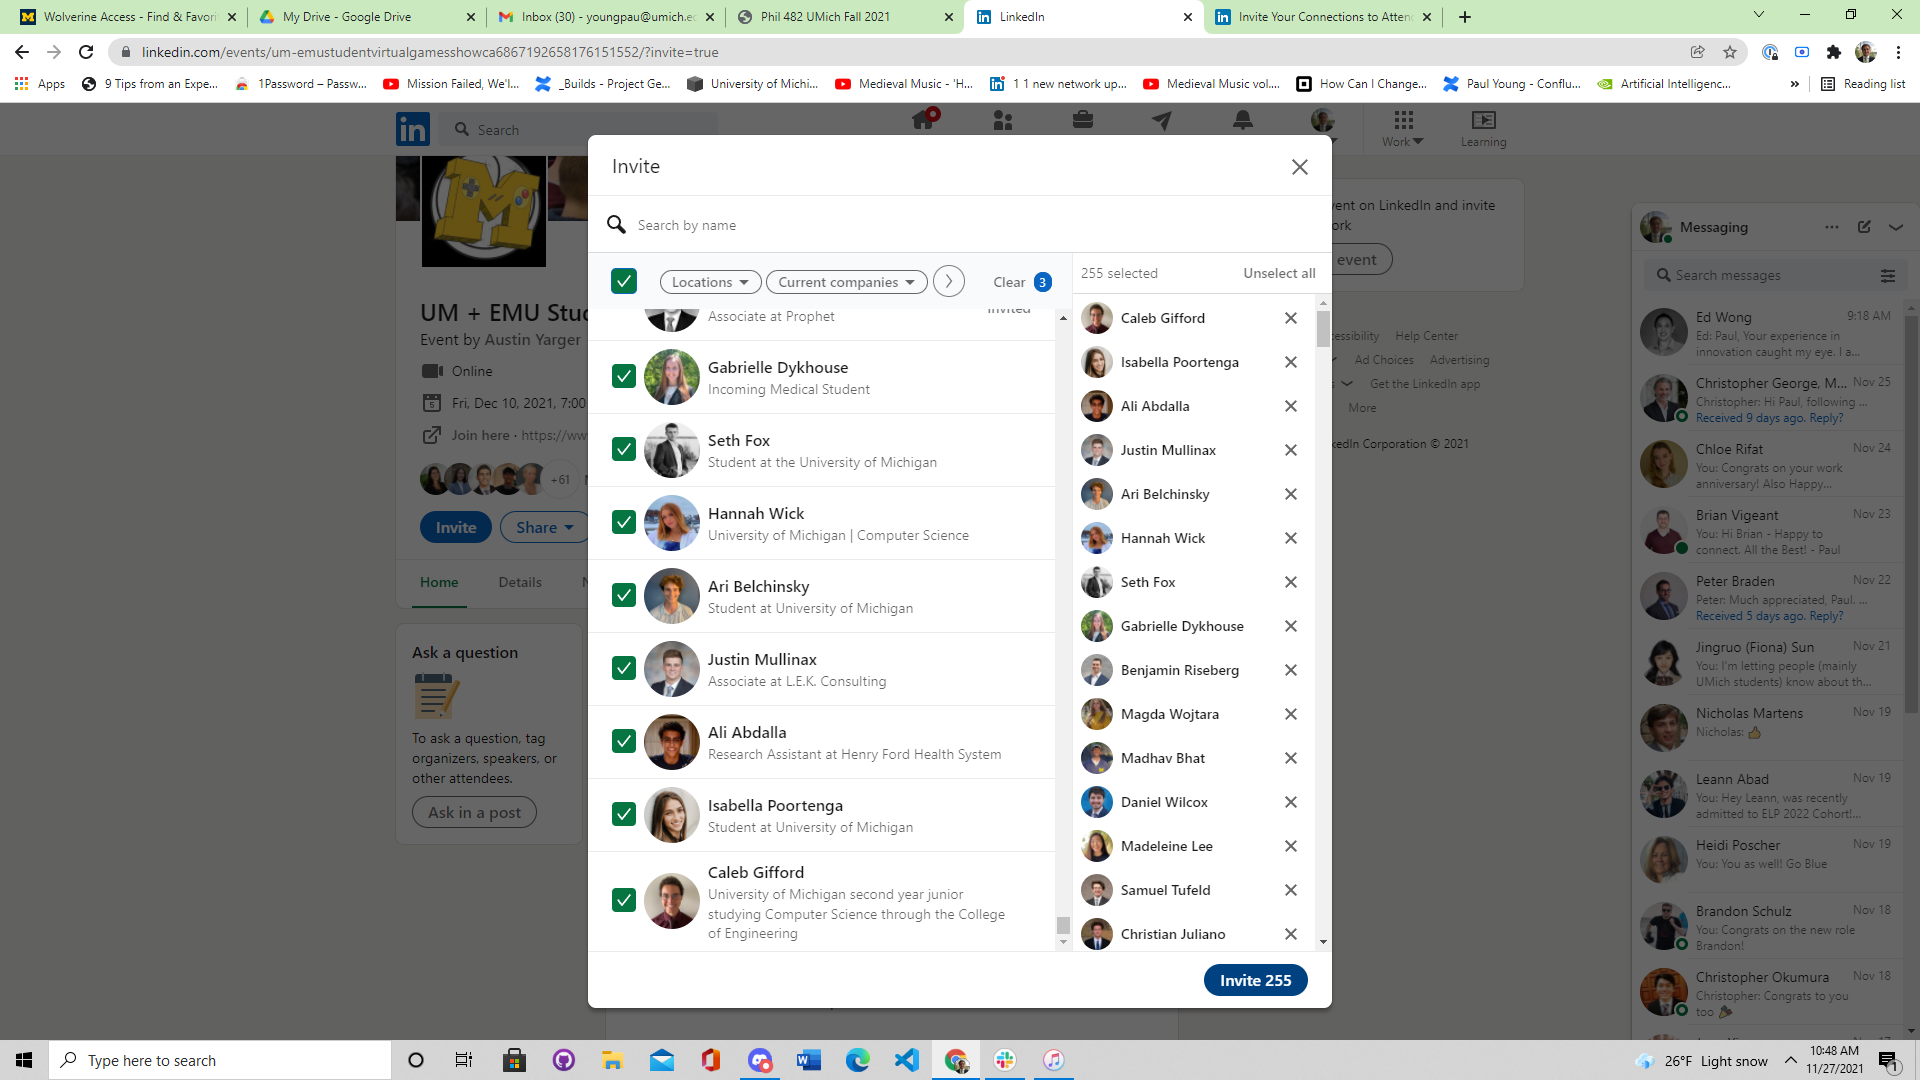 Wolverine Access - Find & Favori
My Drive - Google Drive
Inbox (30) - youngpau@umich.ed
Phil 482 UMich Fall 2021
LinkedIn
Invite Your Connections to Attend
linkedin.com/events/um-emustudentvirtualgamesshowca6867192658176151552/?invite=true
Apps
9 Tips from an Expe...
1Password – Passw...
Mission Failed, We'l...
_Builds - Project Ge...
University of Michi...
Medieval Music - 'H...
1 1 new network up...
Medieval Music vol....
How Can I Change...
Paul Young - Conflu...
Artificial Intelligenc...
»
Reading list
in
Search
Work
Learning
UM + EMU Stu
Event by Austin Yarger
Online
Fri, Dec 10, 2021, 7:00
Join here · https://ww
+61
Invite
Share
Home
Details
Ask a question
To ask a question, tag
organizers, speakers, or
other attendees.
Ask in a post
Invite
Search by name
Locations
Current companies
Clear 3
Associate at Prophet
Invited
Gabrielle Dykhouse
Incoming Medical Student
Seth Fox
Student at the University of Michigan
Hannah Wick
University of Michigan | Computer Science
Ari Belchinsky
Student at University of Michigan
Justin Mullinax
Associate at L.E.K. Consulting
Ali Abdalla
Research Assistant at Henry Ford Health System
Isabella Poortenga
Student at University of Michigan
Caleb Gifford
University of Michigan second year junior
studying Computer Science through the College
of Engineering
255 selected
Unselect all
Caleb Gifford
Isabella Poortenga
Ali Abdalla
Justin Mullinax
Ari Belchinsky
Hannah Wick
Seth Fox
Gabrielle Dykhouse
Benjamin Riseberg
Magda Wojtara
Madhav Bhat
Daniel Wilcox
Madeleine Lee
Samuel Tufeld
Christian Juliano
Invite 255
vent on LinkedIn and invite
ork
event
essibility
Help Center
Ad Choices
Advertising
s
Get the LinkedIn app
More
kedIn Corporation © 2021
Messaging
Search messages
Ed Wong
9:18 AM
Ed: Paul, Your experience in
innovation caught my eye. I a...
Christopher George, M...
Nov 25
Christopher: Hi Paul, following ...
Received 9 days ago. Reply?
Chloe Rifat
Nov 24
You: Congrats on your work
anniversary! Also Happy...
Brian Vigeant
Nov 23
You: Hi Brian - Happy to
connect. All the Best! - Paul
Peter Braden
Nov 22
Peter: Much appreciated, Paul. ...
Received 5 days ago. Reply?
Jingruo (Fiona) Sun
Nov 21
You: I'm letting people (mainly
UMich students) know about th...
Nicholas Martens
Nov 19
Nicholas: 👍
Leann Abad
Nov 19
You: Hey Leann, was recently
admitted to ELP 2022 Cohort!...
Heidi Poscher
Nov 19
You: You as well! Go Blue
Brandon Schulz
Nov 18
You: Congrats on the new role
Brandon!
Christopher Okumura
Nov 18
Christopher: Congrats to you
too 🎉
Type here to search
26°F Light snow
10:48 AM
11/27/2021
1